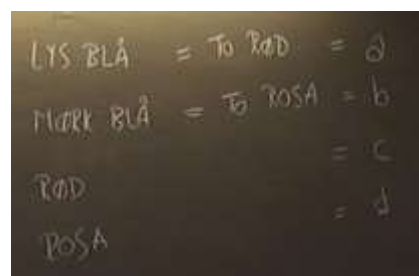 LYS BLÅ = TO RØD = a
MØRK BLÅ = TO ROSA = b
RØD = c
ROSA = d